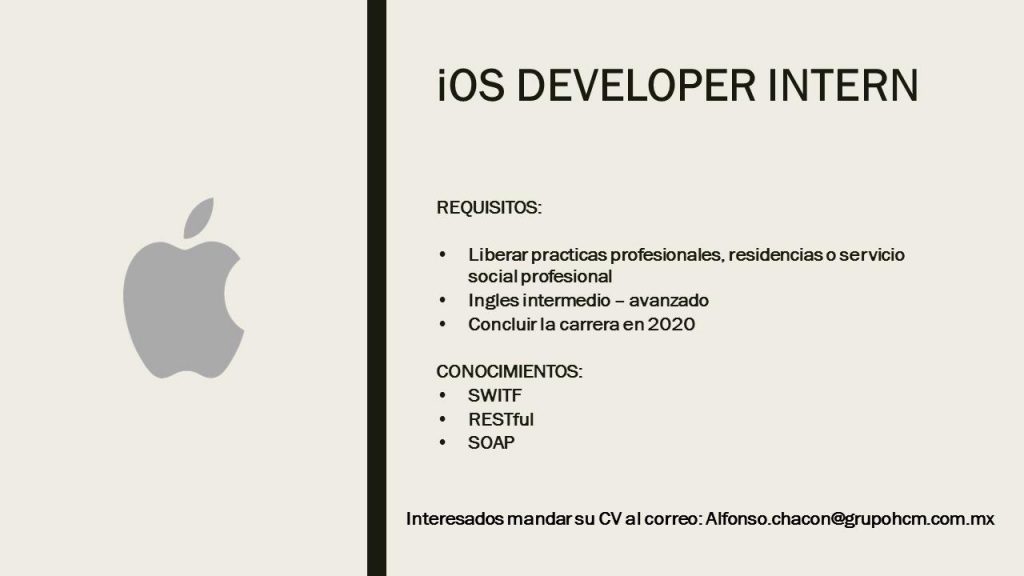 iOS DEVELOPER INTERN
REQUISITOS:
• Liberar practicas profesionales, residencias o servicio
social profesional
• Ingles intermedio – avanzado
• Concluir la carrera en 2020
CONOCIMIENTOS:
• SWITF
• RESTful
• SOAP
Interesados mandar su CV al correo: Alfonso.chacon@grupohcm.com.mx